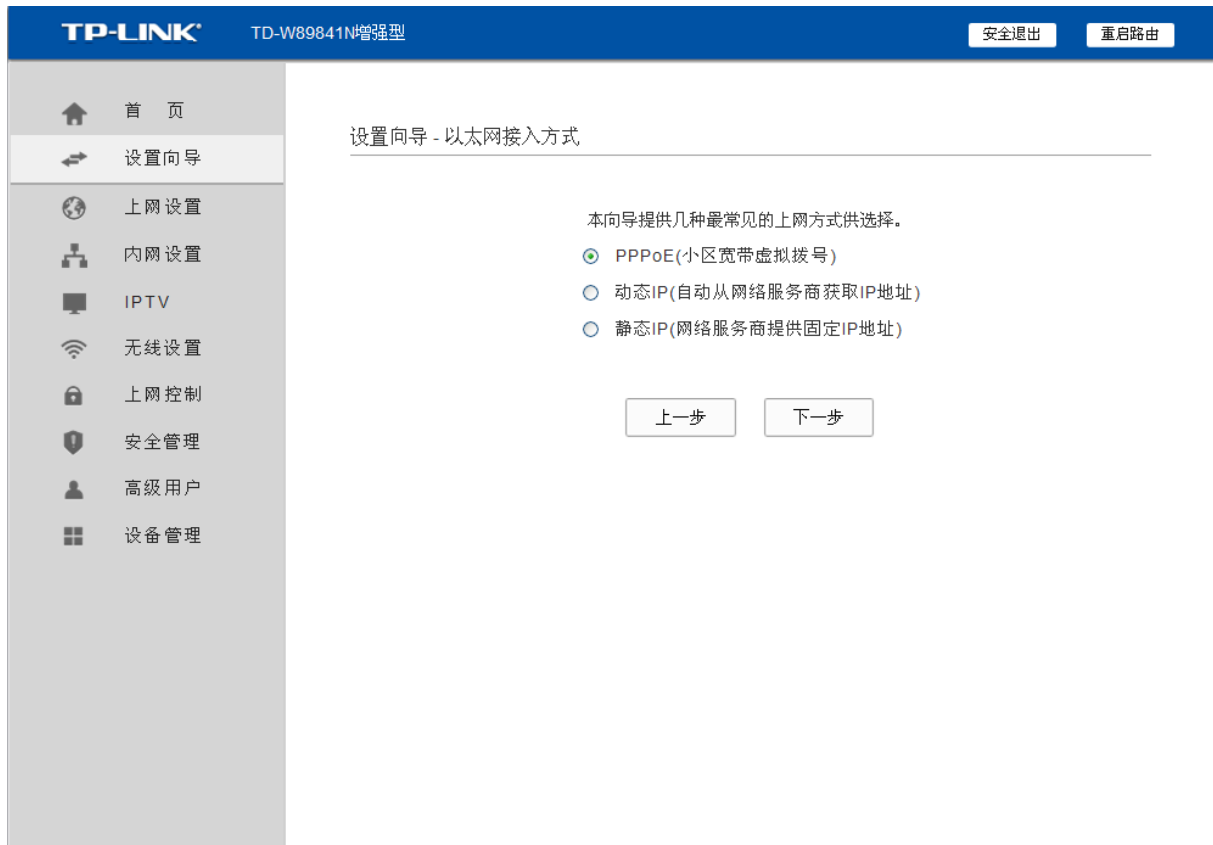 TP-LINK® TD-W89841N增强型 安全退出 重启路由
首 页
设置向导
上网设置
内网设置
IPTV
无线设置
上网控制
安全管理
高级用户
设备管理
设置向导 - 以太网接入方式
本向导提供几种最常见的上网方式供选择。
PPPoE(小区宽带虚拟拨号)
动态IP(自动从网络服务商获取IP地址)
静态IP(网络服务商提供固定IP地址)
上一步 下一步